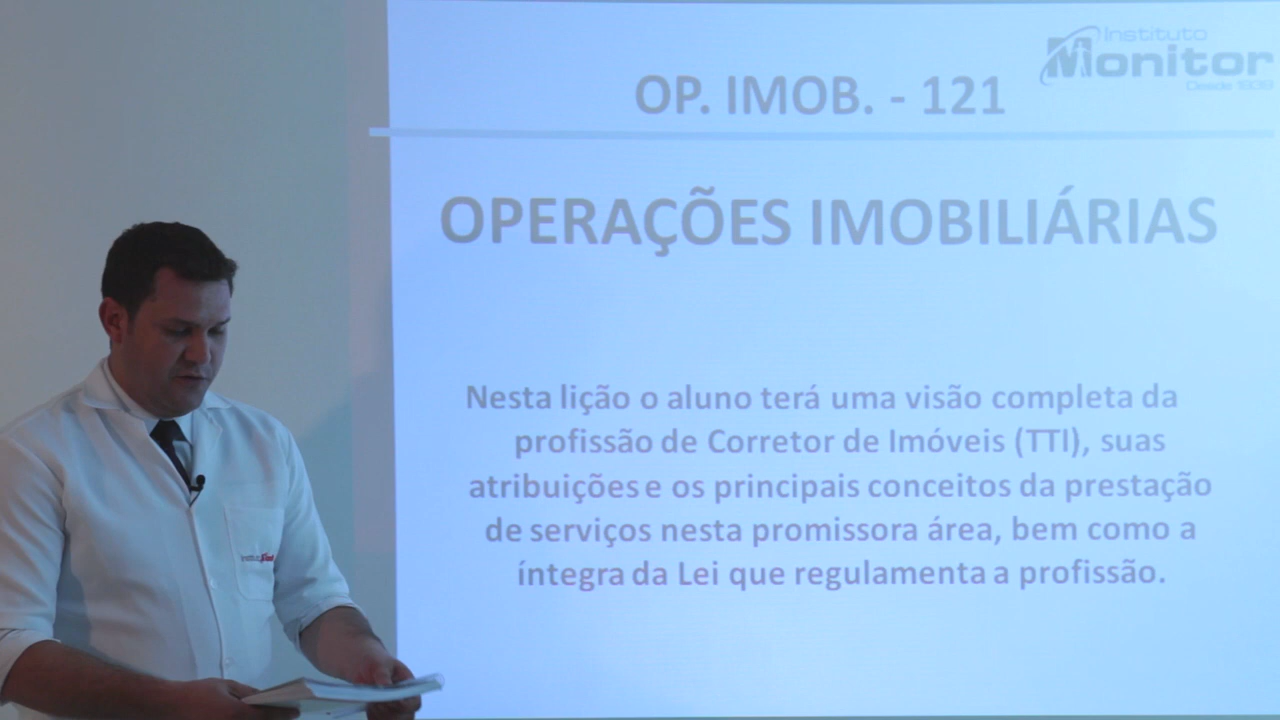 Instituto
Monitor
Desde 1939
OP. IMOB. - 121
OPERAÇÕES IMOBILIÁRIAS
Nesta lição o aluno terá uma visão completa da
profissão de Corretor de Imóveis (TTI), suas
atribuições e os principais conceitos da prestação
de serviços nesta promissora área, bem como a
íntegra da Lei que regulamenta a profissão.
Instituto